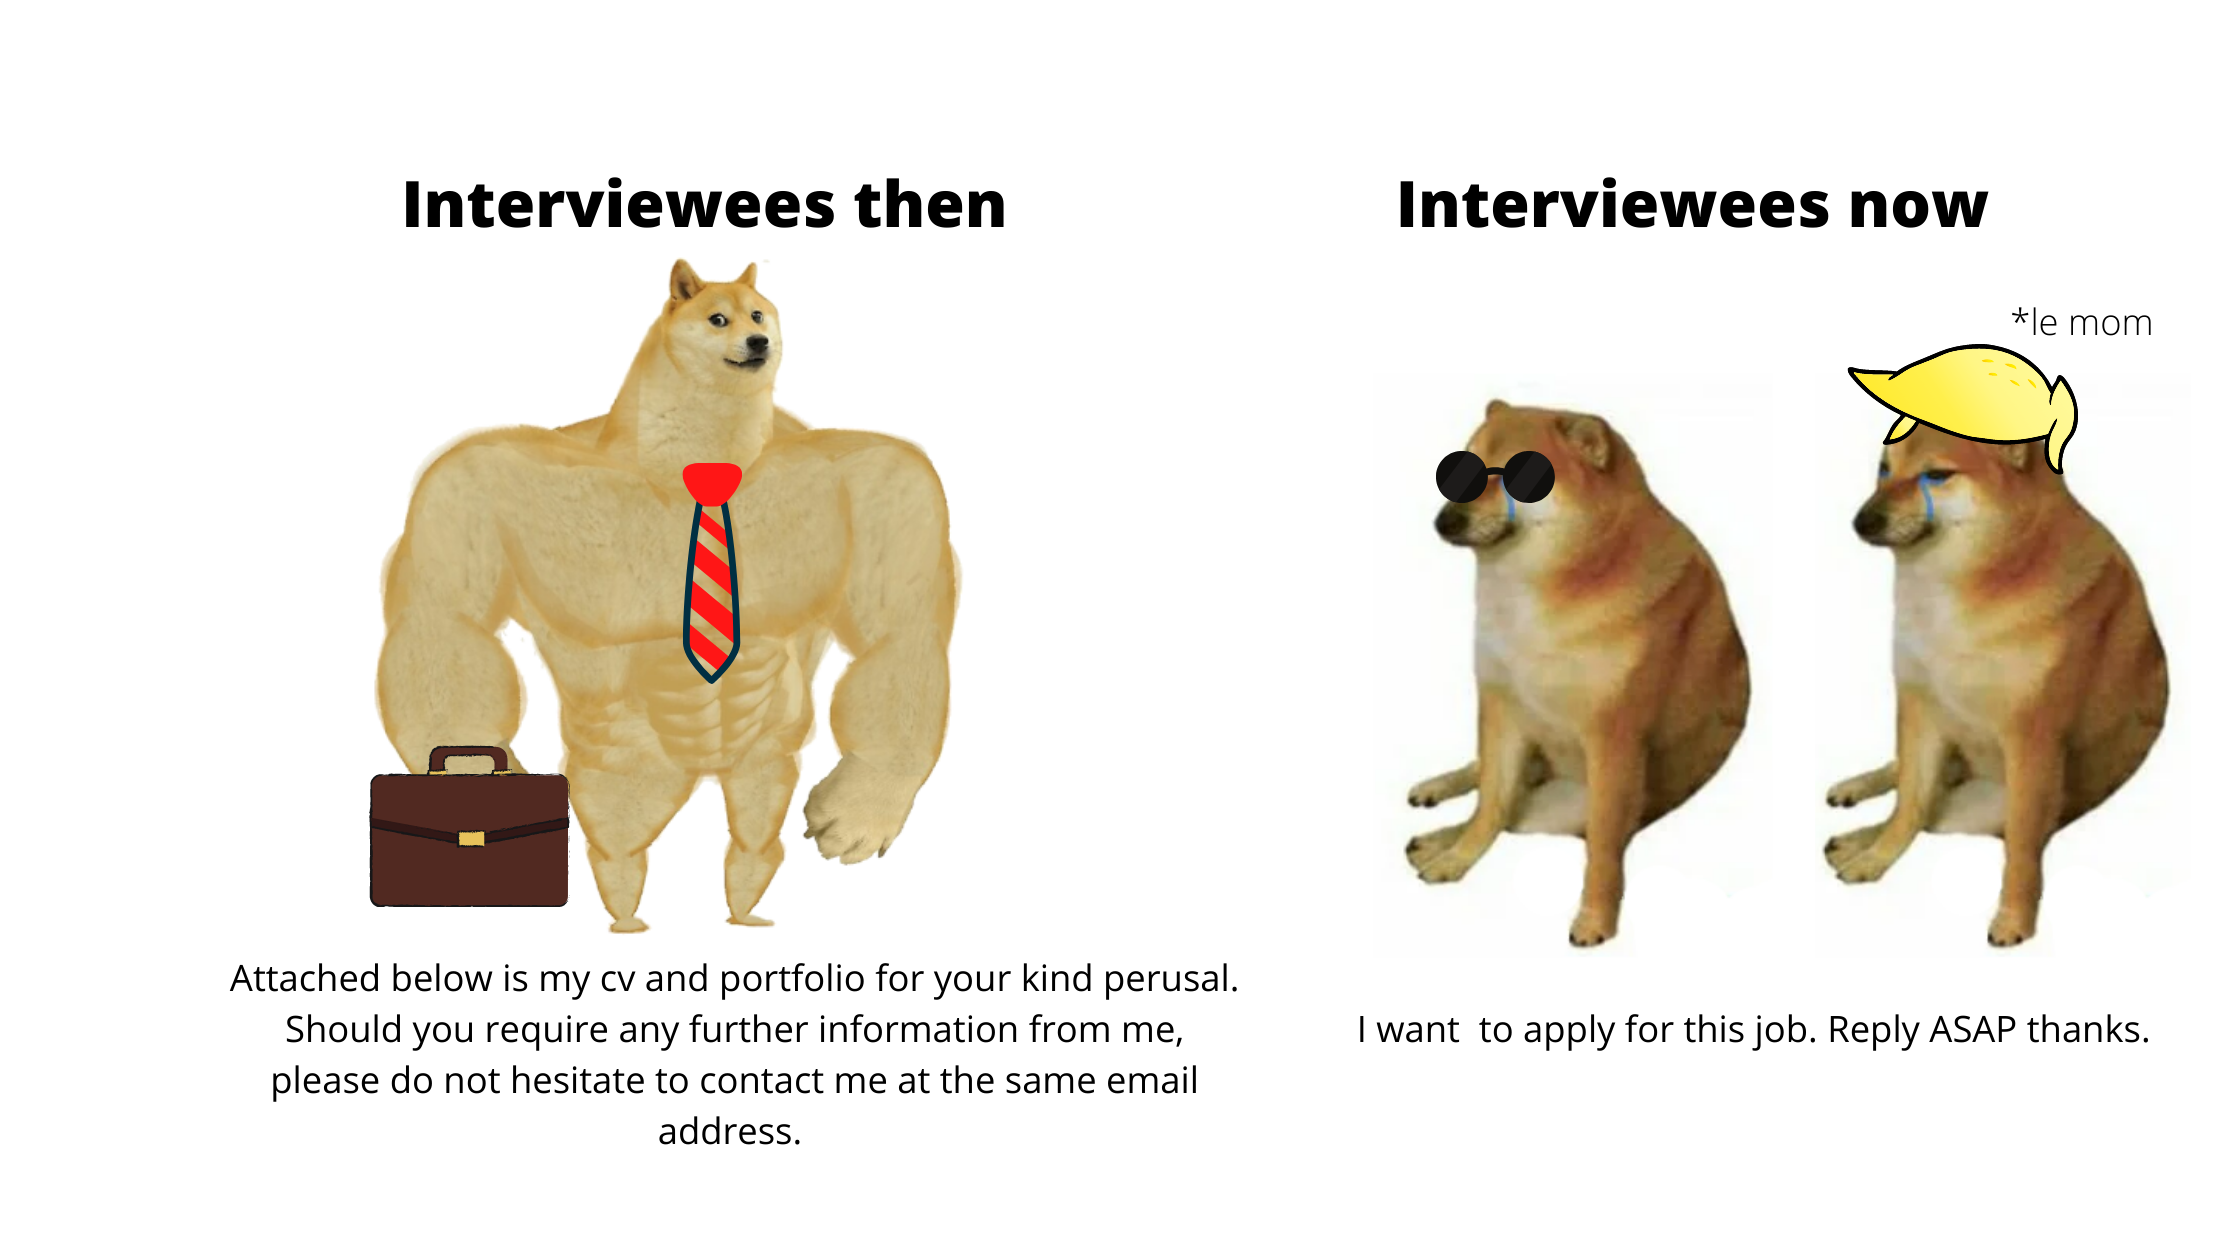 Interviewees then
Attached below is my cv and portfolio for your kind perusal.
Should you require any further information from me,
please do not hesitate to contact me at the same email
address.
Interviewees now
*le mom
I want  to apply for this job. Reply ASAP thanks.